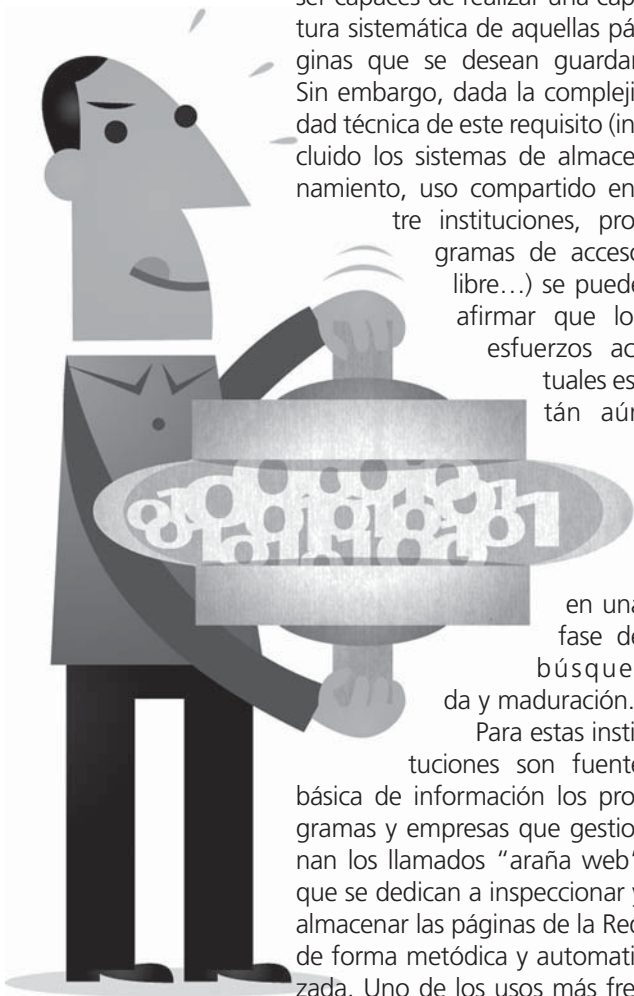 ser capaces de realizar una cap-
tura sistemática de aquellas pá-
ginas que se desean guardar
Sin embargo, dada la compleji-
dad técnica de este requisito (in
cluido los sistemas de almace
namiento, uso compartido en
tre instituciones, pro
gramas de acceso
libre…) se puede
afirmar que lo
esfuerzos ac
tuales es
tán aún
en una
fase de
búsque
da y maduración.
Para estas insti
tuciones son fuente
básica de información los pro
gramas y empresas que gestio
nan los llamados “araña web”
que se dedican a inspeccionar y
almacenar las páginas de la Red
de forma metódica y automati
zada. Uno de los usos más fre